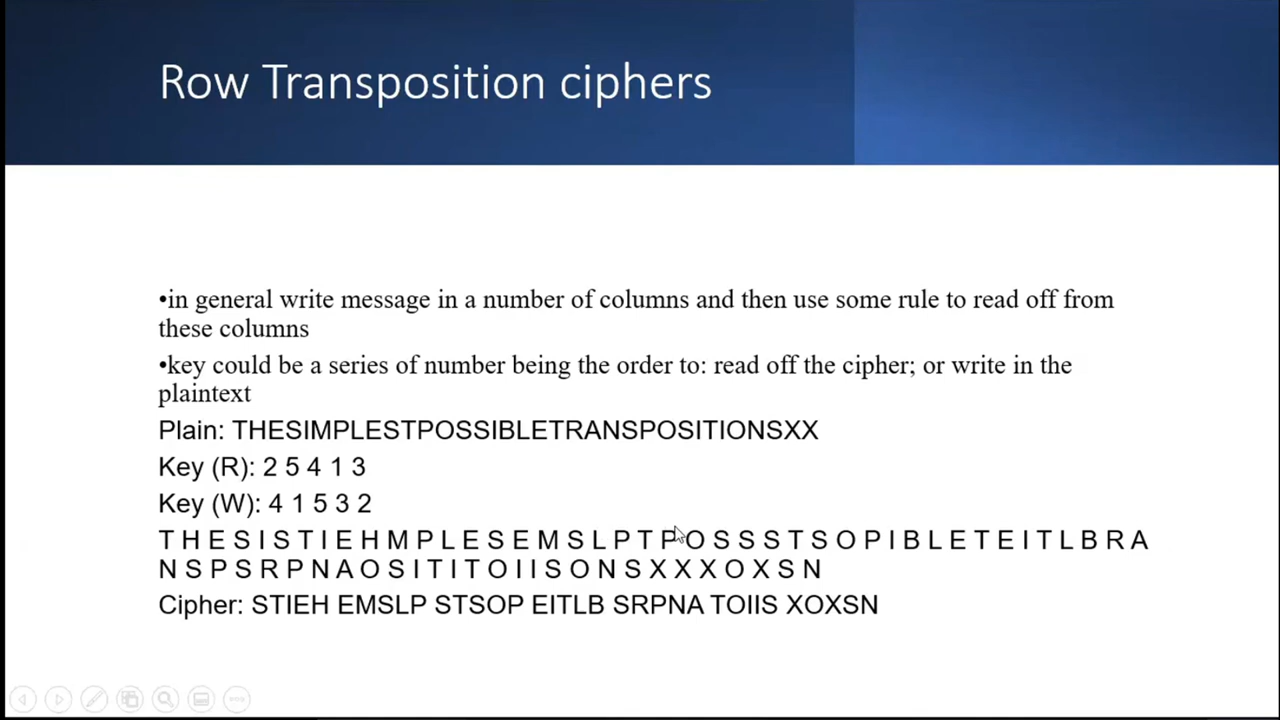 Row Transposition ciphers
•in general write message in a number of columns and then use some rule to read off from
these columns
•key could be a series of number being the order to: read off the cipher; or write in the
plaintext
Plain: THESIMPLESTPOSSIBLETRANSPOSITIONSXX
Key (R): 2 5 4 1 3
Key (W): 4 1 5 3 2
T H E S I S T I E H M P L E S E M S L P T P O S S S T S O P I B L E T E I T L B R A
N S P S R P N A O S I T I T O I I S O N S X X X O X S N
Cipher: STIEH EMSLP STSOP EITLB SRPNA TOIIS XOXSN